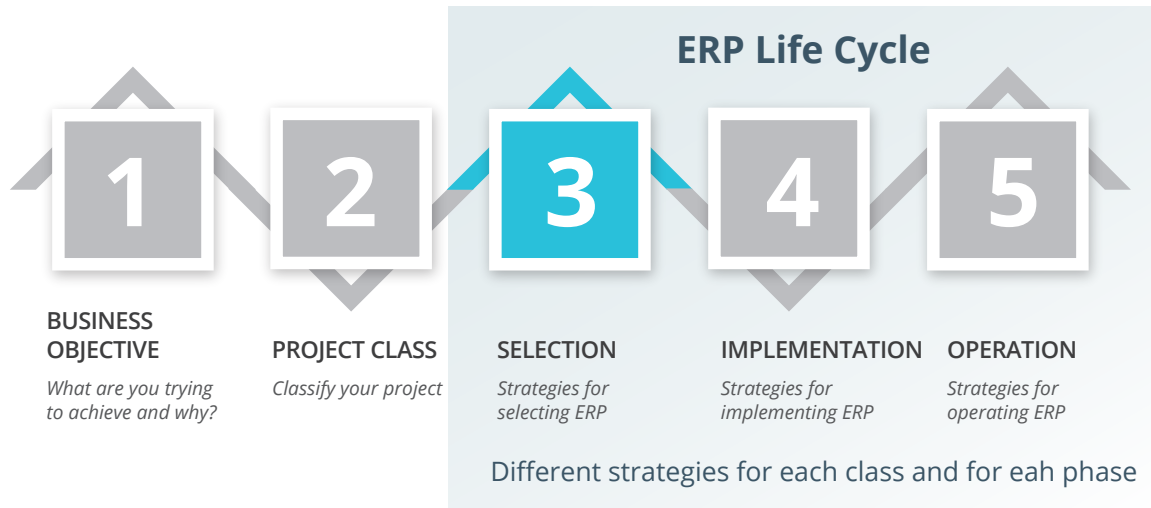 ERP Life Cycle
1
2
3
4
5
BUSINESS
OBJECTIVE
What are you trying
to achieve and why?
PROJECT CLASS
Classify your project
SELECTION
Strategies for
selecting ERP
IMPLEMENTATION
Strategies for
implementing ERP
OPERATION
Strategies for
operating ERP
Different strategies for each class and for eah phase